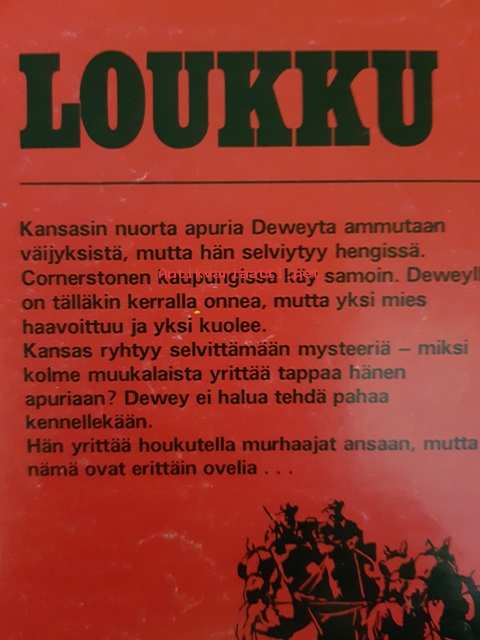 LOUKKU
Kansasin nuorta apuria Deweyta ammutaan
väijyksistä, mutta hän selviytyy hengissä.
Cornerstonen kaupungissa käy samoin. Deweyll
on tälläkin kerralla onnea, mutta yksi mies
haavoittuu ja yksi kuolee.
Kansas ryhtyy selvittämään mysteeriä – miksi
kolme muukalaista yrittää tappaa hänen
apuriaan? Dewey ei halua tehdä pahaa
kennellekään.
Hän yrittää houkutella murhaajat ansaan, mutta
nämä ovat erittäin ovelia . . .